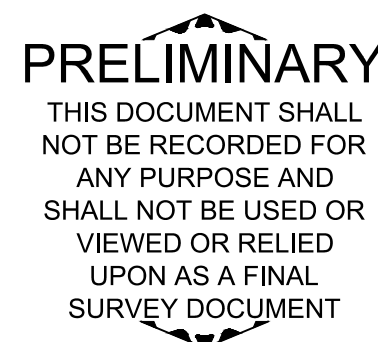 PRELIMINARY
THIS DOCUMENT SHALL
NOT BE RECORDED FOR
ANY PURPOSE AND
SHALL NOT BE USED OR
VIEWED OR RELIED
UPON AS A FINAL
SURVEY DOCUMENT